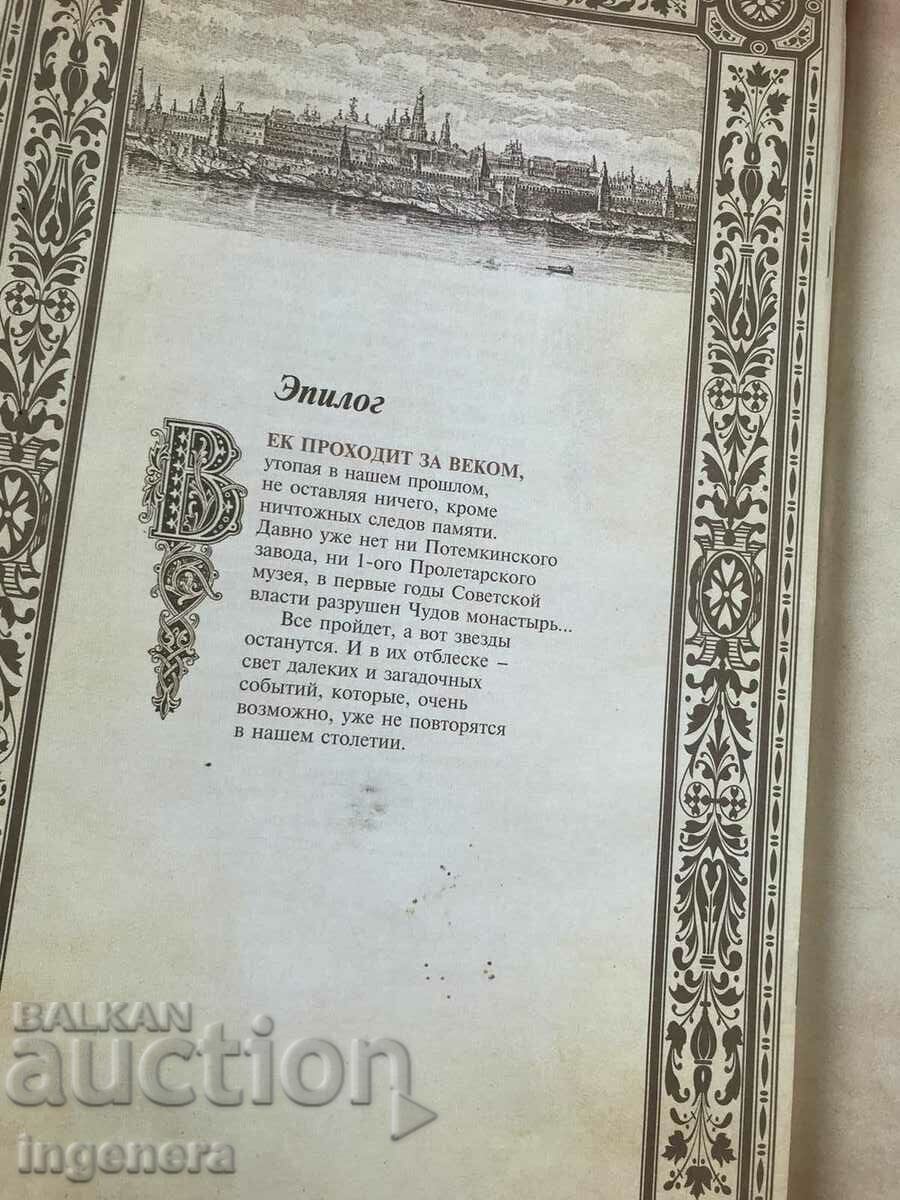 Эпилог
ВЕК ПРОХОДИТ ЗА ВЕКОМ,
утопая в нашем прошлом,
не оставляя ничего, кроме
ничтожных следов памяти.
Давно уже нет ни Потемкинского
завода, ни 1-ого Пролетарского
музея, в первые годы Советской
власти разрушен Чудов монастырь...
Все пройдет, а вот звезды
останутся. И в их отблеске –
свет далеких и загадочных
событий, которые, очень
возможно, уже не повторятся
в нашем столетии.
BALKAN
auction
ingenera